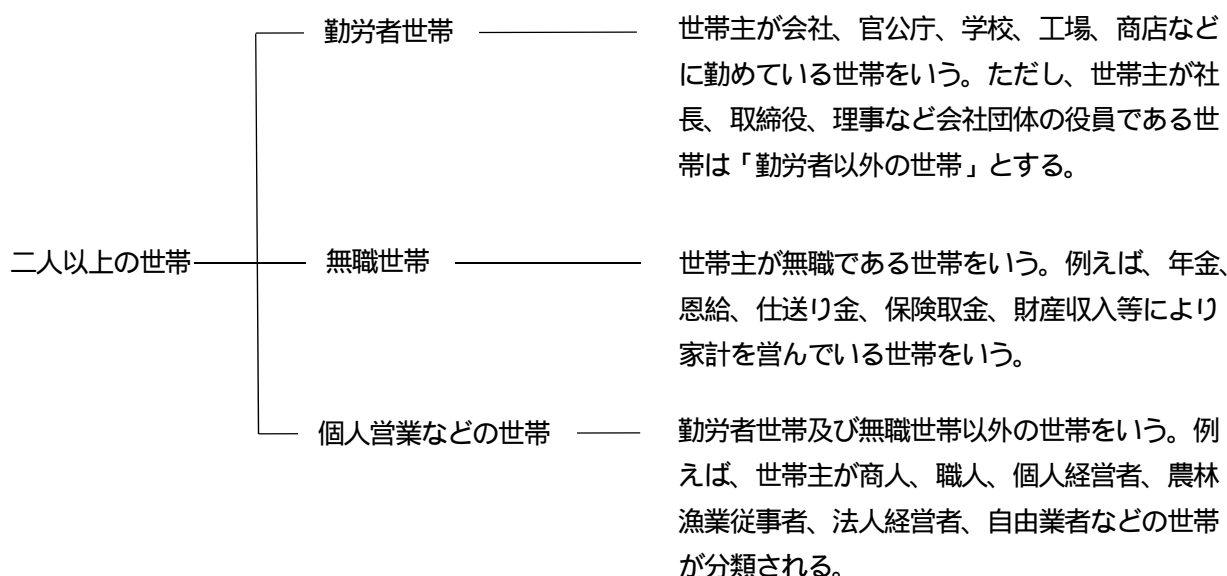 勤労者世帯
世帯主が会社、官公庁、学校、工場、商店など
に勤めている世帯をいう。ただし、世帯主が社
長、取締役、理事など会社団体の役員である世
帯は「勤労者以外の世帯」とする。
二人以上の世帯
無職世帯
世帯主が無職である世帯をいう。例えば、年金、
恩給、仕送り金、保険取金、財産収入等により
家計を営んでいる世帯をいう。
個人営業などの世帯
勤労者世帯及び無職世帯以外の世帯をいう。例
えば、世帯主が商人、職人、個人経営者、農林
漁業従事者、法人経営者、自由業者などの世帯
が分類される。